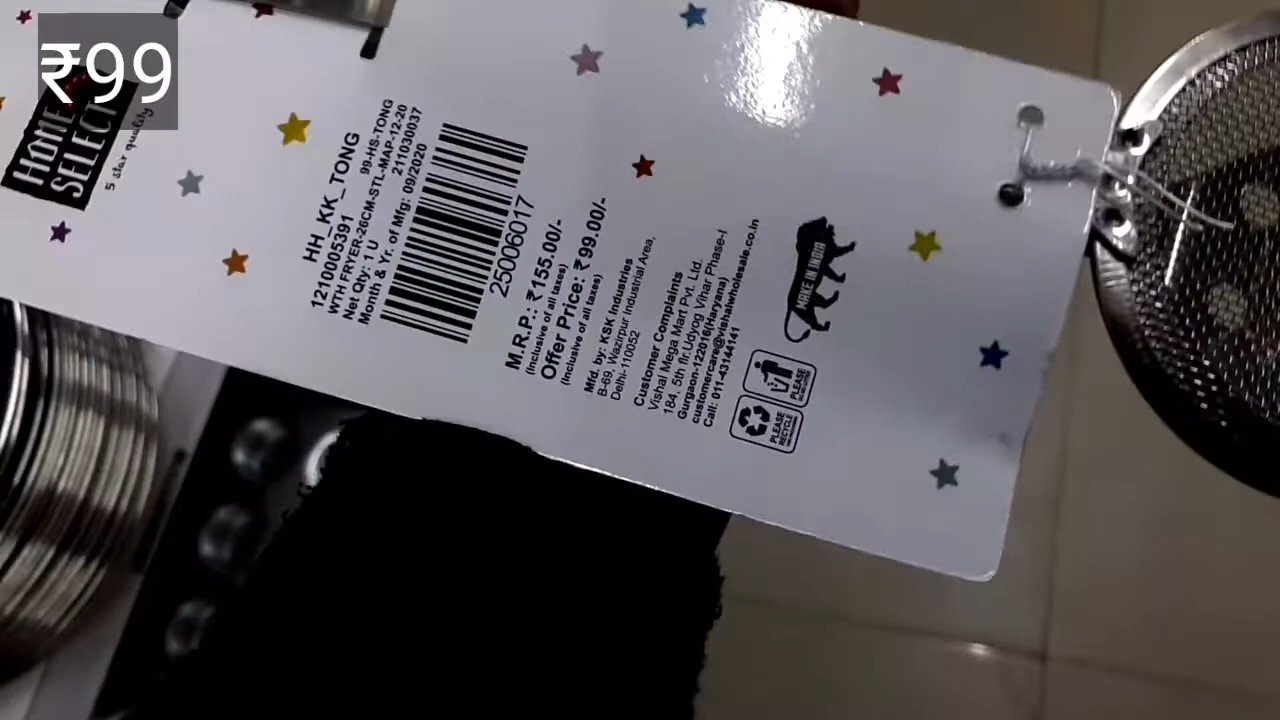 ₹99
HOME
SELECT
5 star quality
HH_KK_TONG
1210005391 99-HS-TONG
WTH FRYER-26CM-STL-MAP-12-20
Net Qty: 1 U 211030037
Month & Yr. of Mfg: 09/2020
25006017
M.R.P.: ₹155.00/-
(Inclusive of all taxes)
Offer Price: ₹99.00/-
(Inclusive of all taxes)
Mfd. by: KSK Industries
B-69, Wazirpur Industrial Area,
Delhi-110052
Customer Complaints
Vishal Mega Mart Pvt. Ltd.
184, 5th flr.Udyog Vihar Phase-I
Gurgaon-122016(Haryana)
customercare@vishalwholesale.co.in
Call: 011-43144141
MAKE IN INDIA
PLEASE
PLEASE
RECYCLE